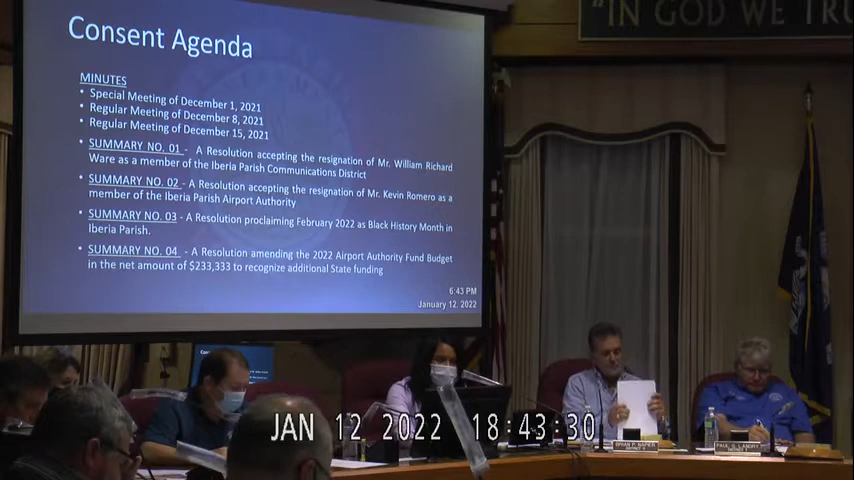 "IN GOD WE TRU
Consent Agenda
MINUTES
• Special Meeting of December 1, 2021
• Regular Meeting of December 8, 2021
• Regular Meeting of December 15, 2021
• SUMMARY NO. 01 - A Resolution accepting the resignation of Mr. William Richard
Ware as a member of the Iberia Parish Communications District
• SUMMARY NO. 02 - A Resolution accepting the resignation of Mr. Kevin Romero as a
member of the Iberia Parish Airport Authority
• SUMMARY NO. 03 - A Resolution proclaiming February 2022 as Black History Month in
Iberia Parish.
• SUMMARY NO. 04 - A Resolution amending the 2022 Airport Authority Fund Budget
in the net amount of $233,333 to recognize additional State funding
6:43 PM
January 12, 2022
JAN 12 2022 18:43:30
BRIAN P. NAPIER
PAUL G. LANDRY